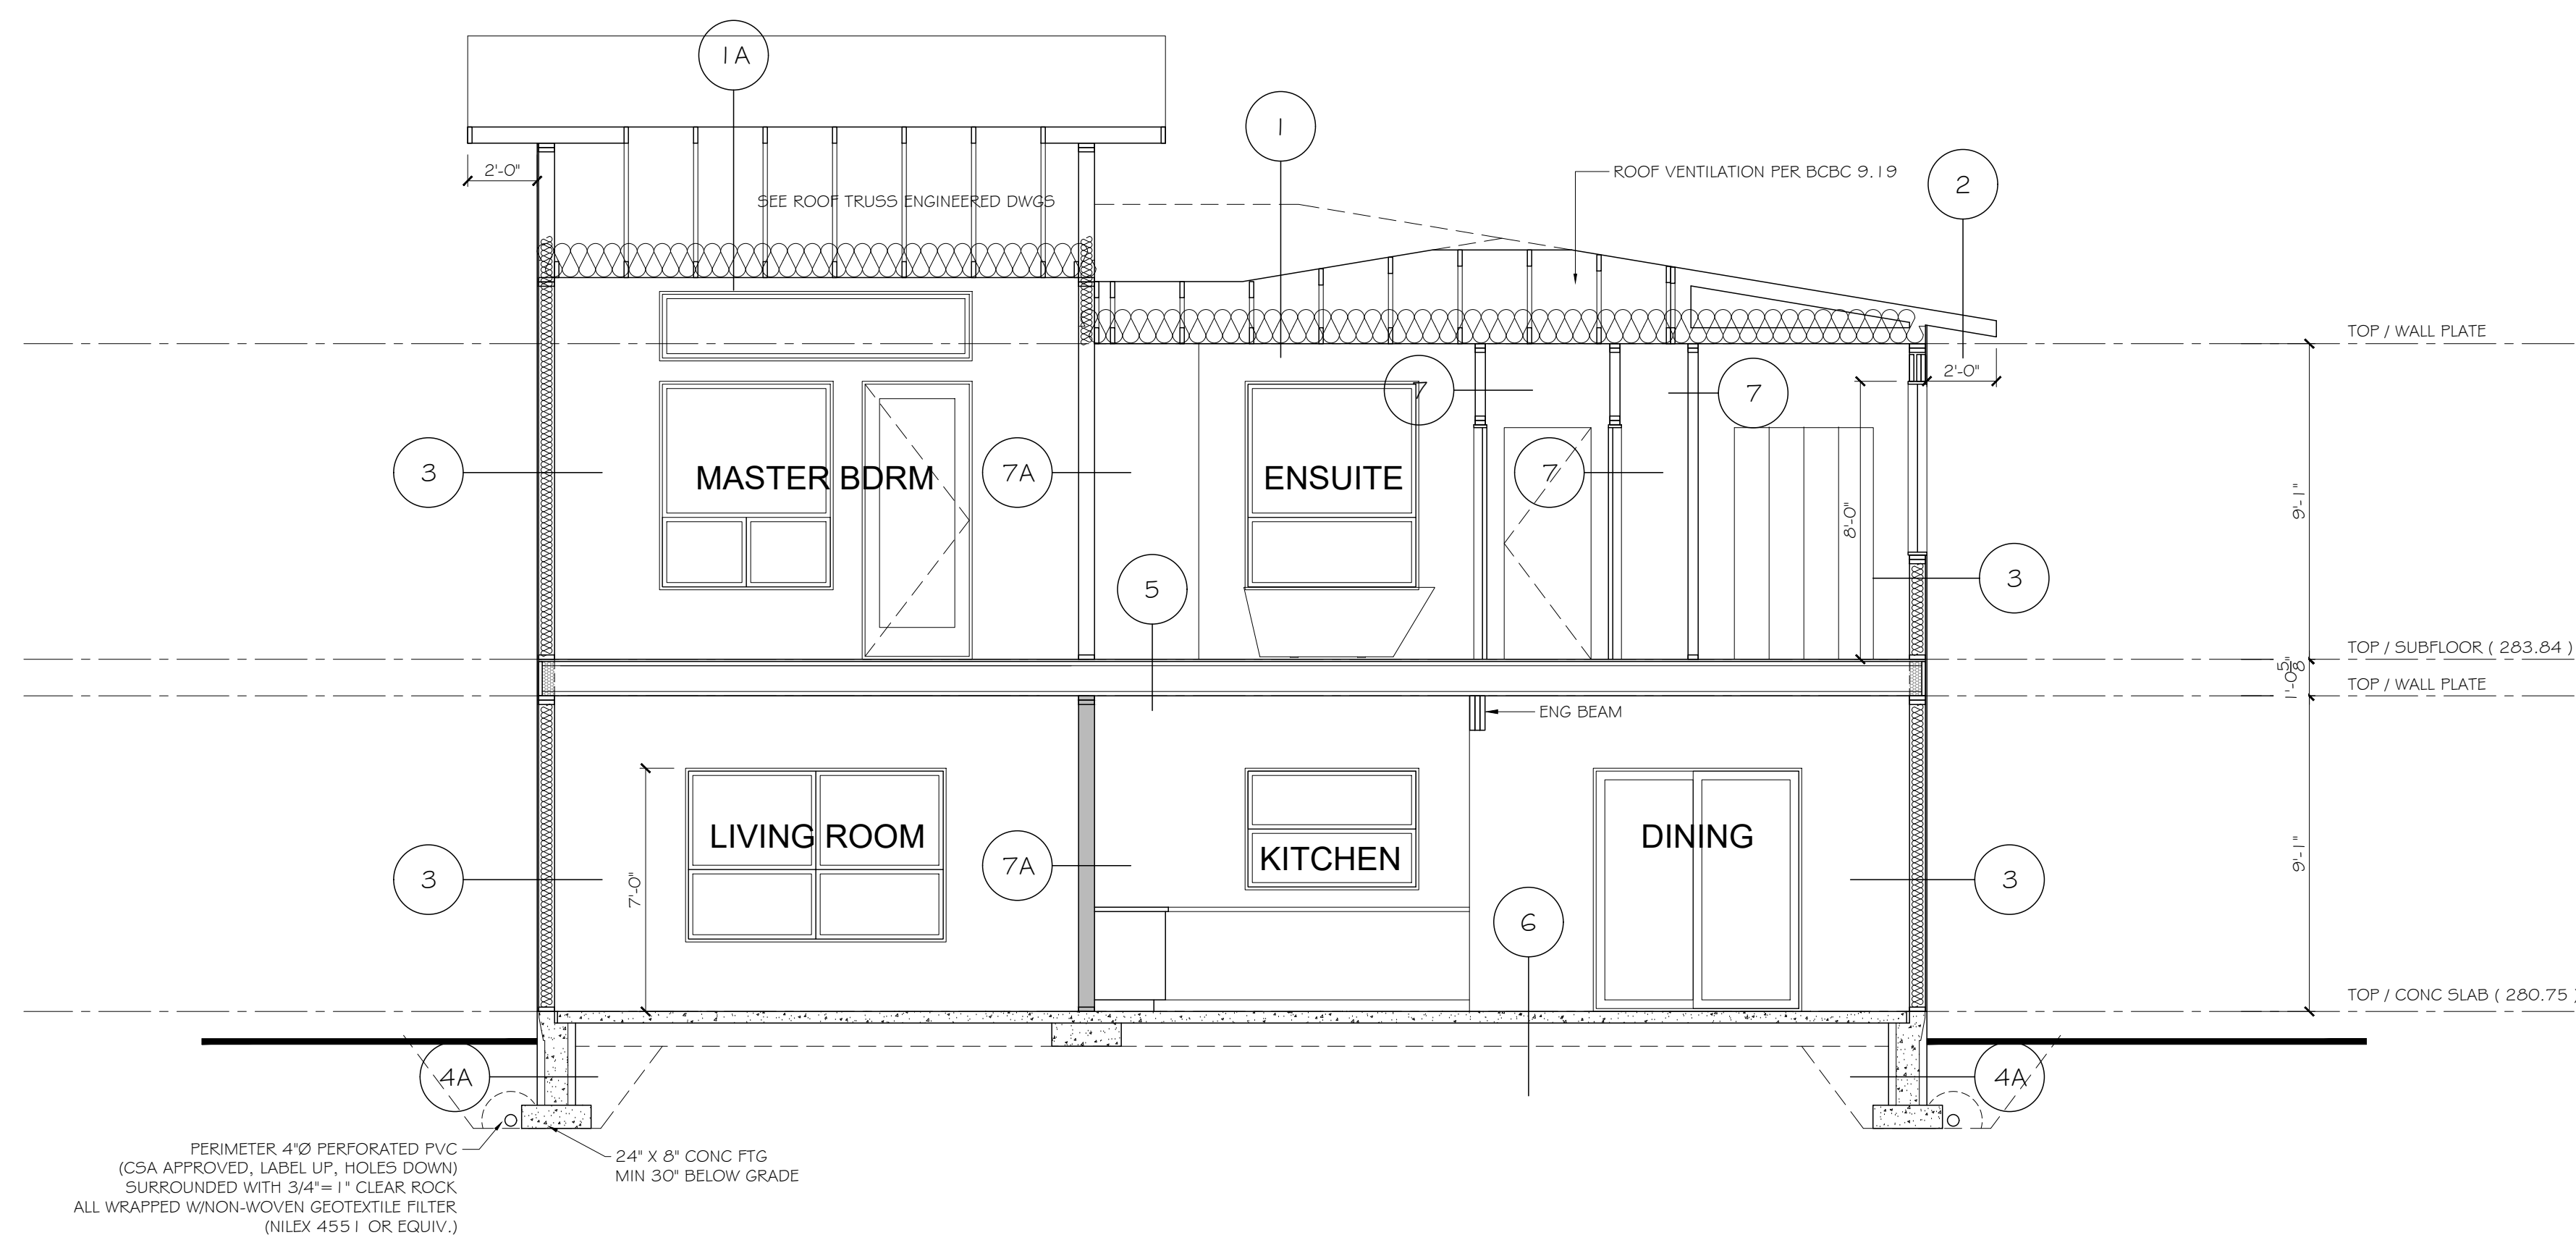 1A
1
2'-0"
ROOF VENTILATION PER BCBC 9.19
2
SEE ROOF TRUSS ENGINEERED DWGS
TOP / WALL PLATE
2'-0"
7
7
3
MASTER BDRM
7A
ENSUITE
7
8'-0"
9'-1"
5
3
TOP / SUBFLOOR ( 283.84 )
1'-0 5/8"
TOP / WALL PLATE
ENG BEAM
LIVING ROOM
DINING
KITCHEN
3
7'-0"
7A
3
9'-1"
6
TOP / CONC SLAB ( 280.75 )
4A
4A
PERIMETER 4"Ø PERFORATED PVC
(CSA APPROVED, LABEL UP, HOLES DOWN)
SURROUNDED WITH 3/4"= 1" CLEAR ROCK
ALL WRAPPED W/NON-WOVEN GEOTEXTILE FILTER
(NILEX 4551 OR EQUIV.)
24" X 8" CONC FTG
MIN 30" BELOW GRADE